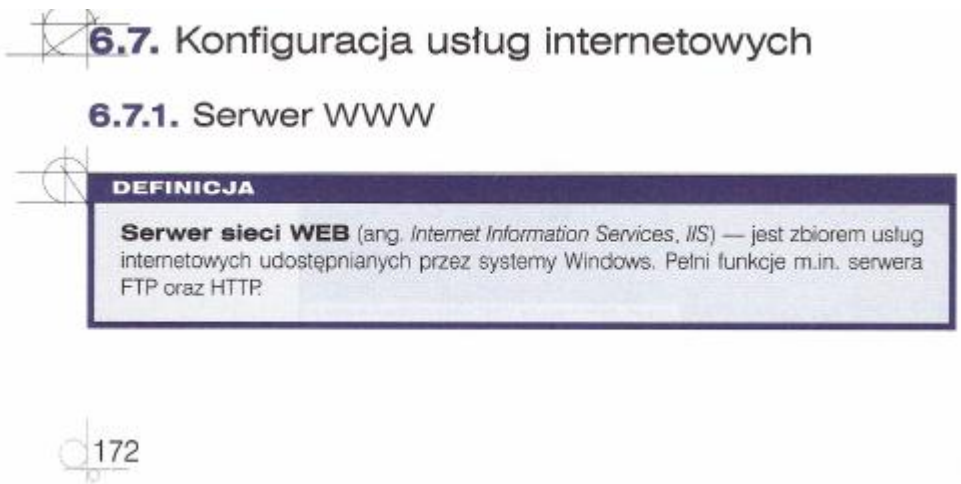 6.7. Konfiguracja usług internetowych
6.7.1. Serwer WWW
DEFINICJA
Serwer sieci WEB (ang. Internet Information Services, IIS) — jest zbiorem usług
internetowych udostępnianych przez systemy Windows. Pełni funkcje m.in. serwera
FTP oraz HTTP.
172